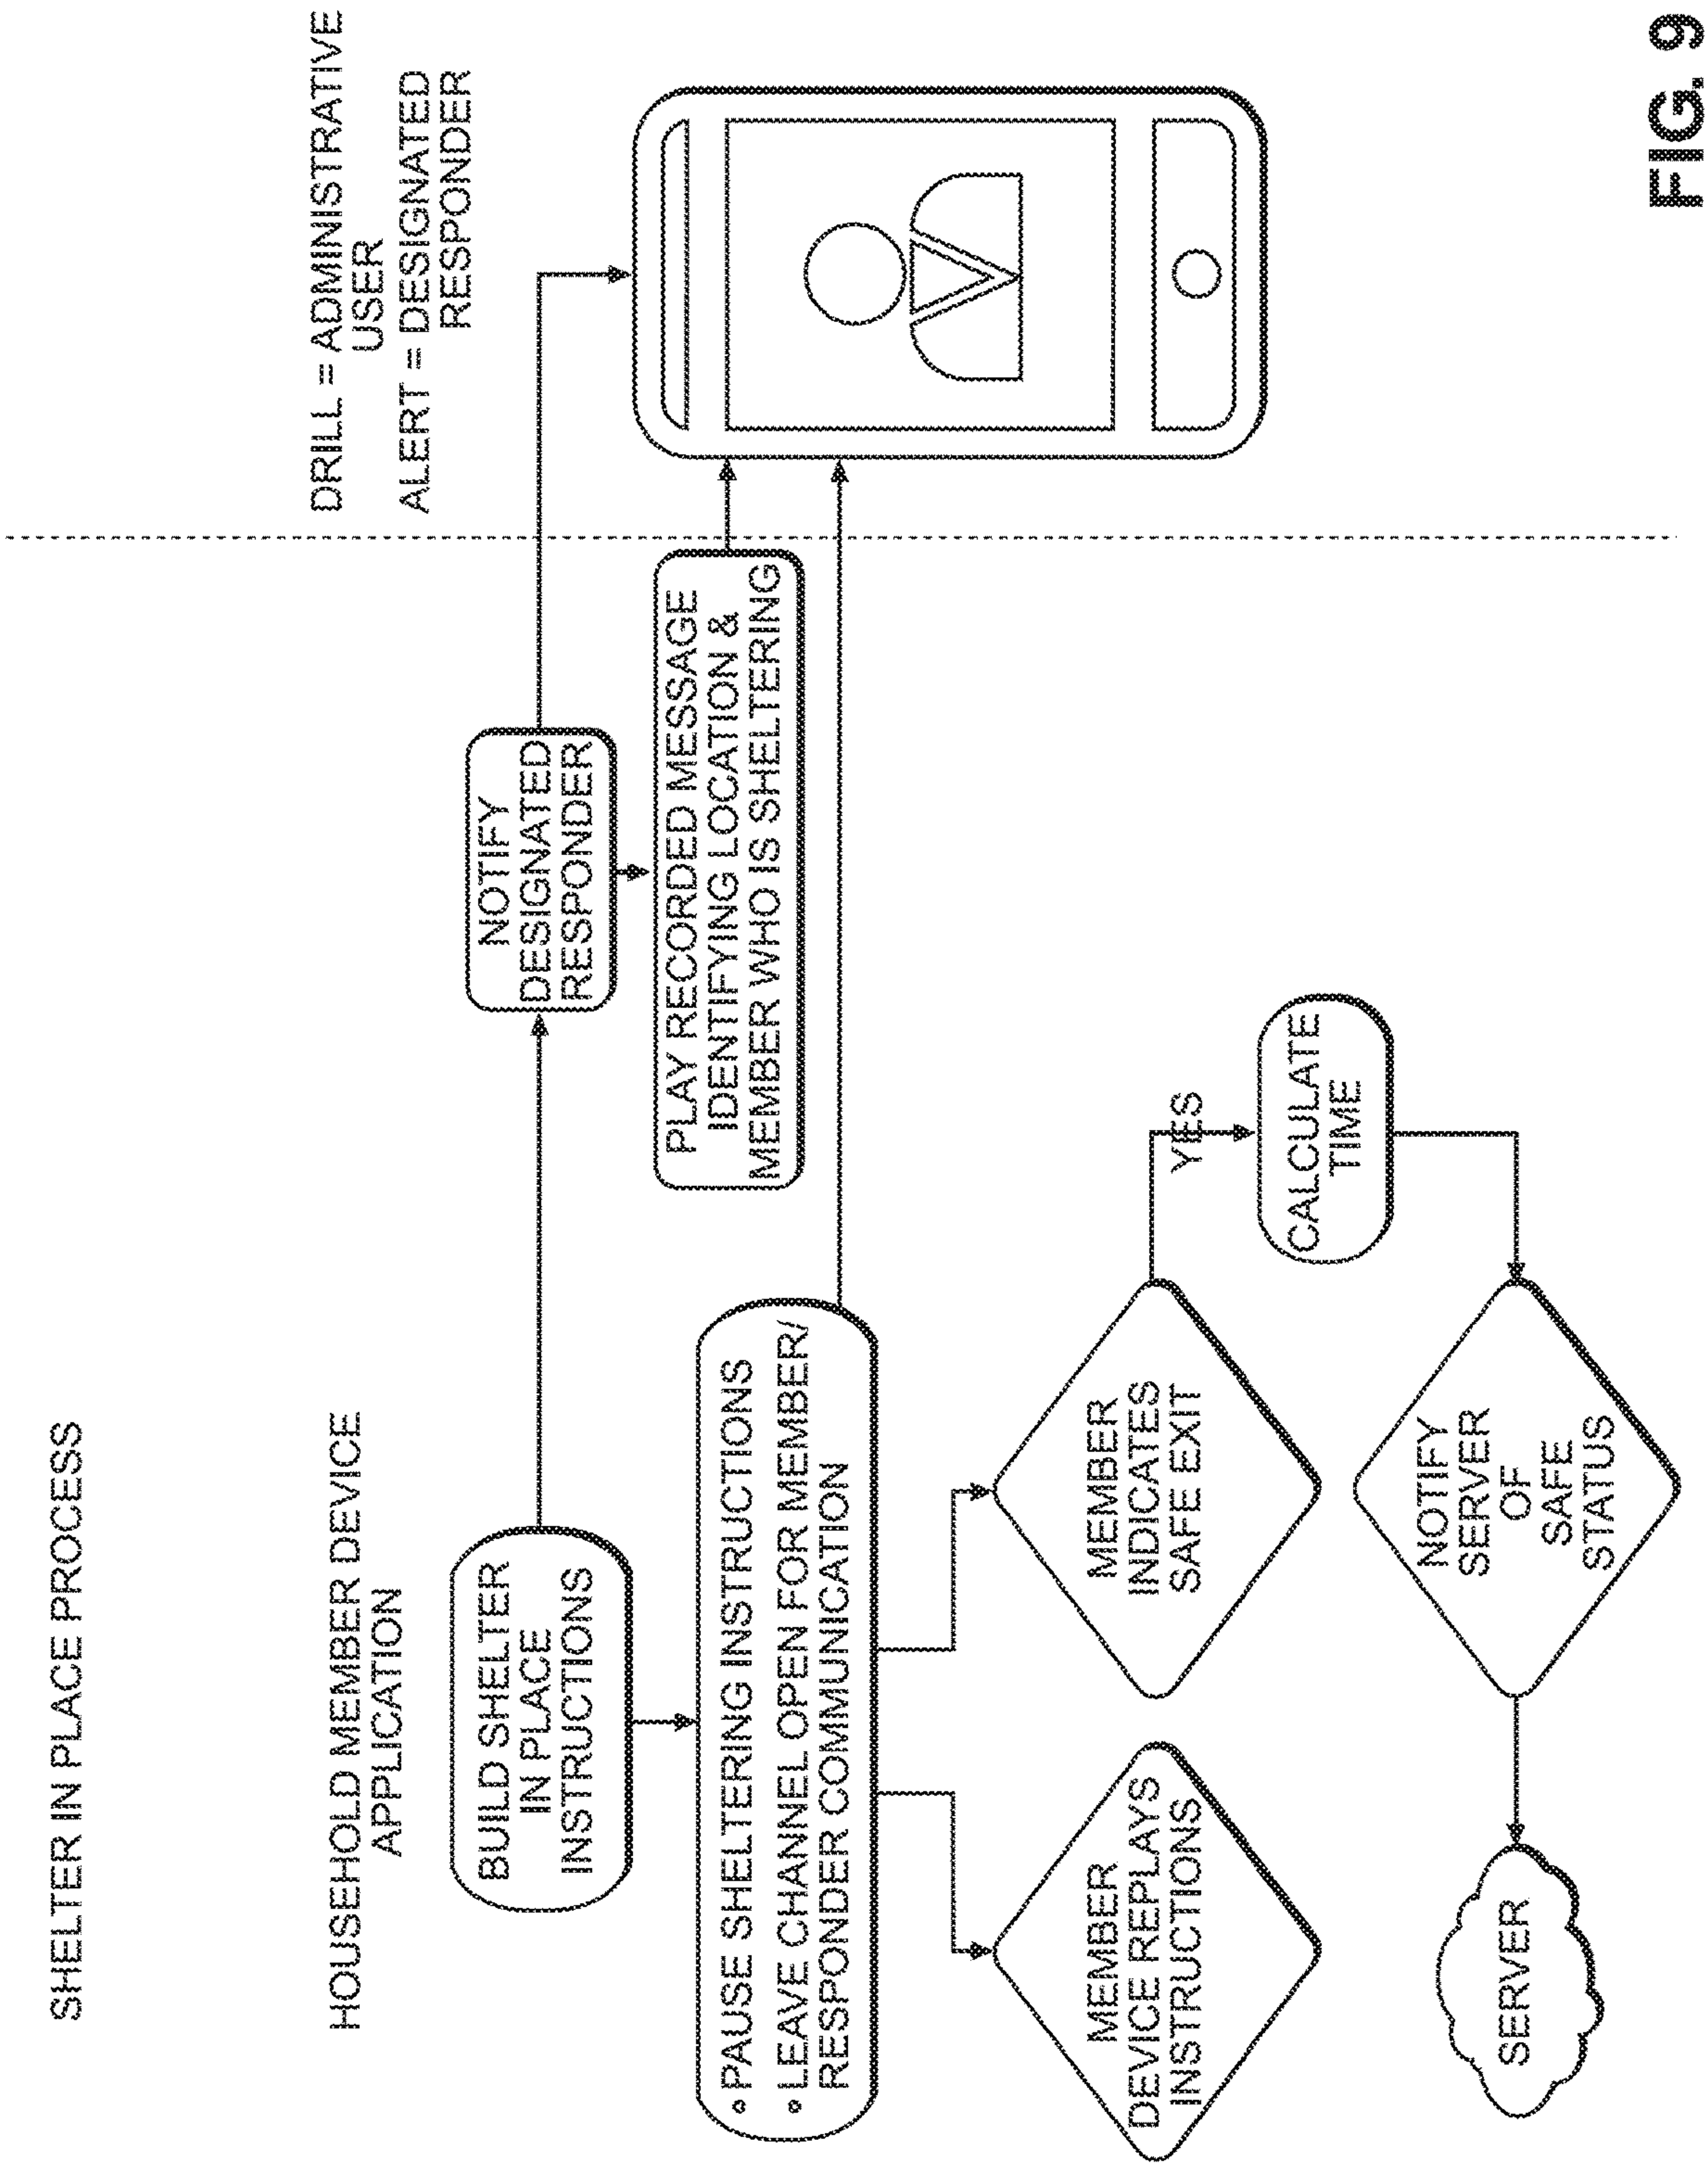 SHELTER IN PLACE PROCESS
HOUSEHOLD MEMBER DEVICE
APPLICATION
DRILL = ADMINISTRATIVE
USER
ALERT = DESIGNATED
RESPONDER
BUILD SHELTER
IN PLACE
INSTRUCTIONS
NOTIFY
DESIGNATED
RESPONDER
PLAY RECORDED MESSAGE
IDENTIFYING LOCATION &
MEMBER WHO IS SHELTERING
• PAUSE SHELTERING INSTRUCTIONS
• LEAVE CHANNEL OPEN FOR MEMBER/
RESPONDER COMMUNICATION
MEMBER
DEVICE REPLAYS
INSTRUCTIONS
MEMBER
INDICATES
SAFE EXIT
YES
CALCULATE
TIME
NOTIFY
SERVER
OF
SAFE
STATUS
SERVER
FIG. 9